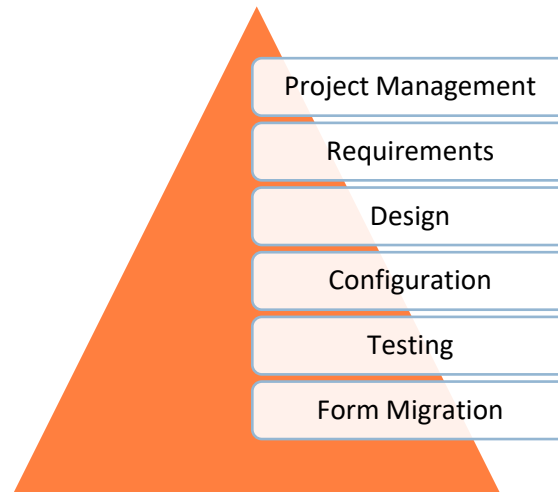 Project Management
Requirements
Design
Configuration
Testing
Form Migration